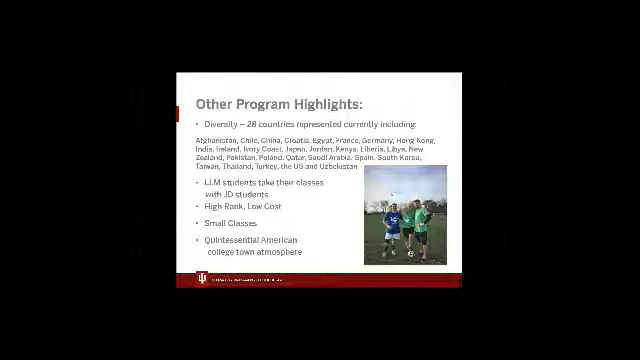 Other Program Highlights:
• Diversity – 28 countries represented currently including:
Afghanistan, Chile, China, Croatia, Egypt, France, Germany, Hong Kong,
India, Ireland, Ivory Coast, Japan, Jordan, Kenya, Liberia, Libya, New
Zealand, Pakistan, Poland, Qatar, Saudi Arabia, Spain, South Korea,
Taiwan, Thailand, Turkey, the US and Uzbekistan
• LLM students take their classes
with JD students
• High Rank, Low Cost
• Small Classes
• Quintessential American
college town atmosphere